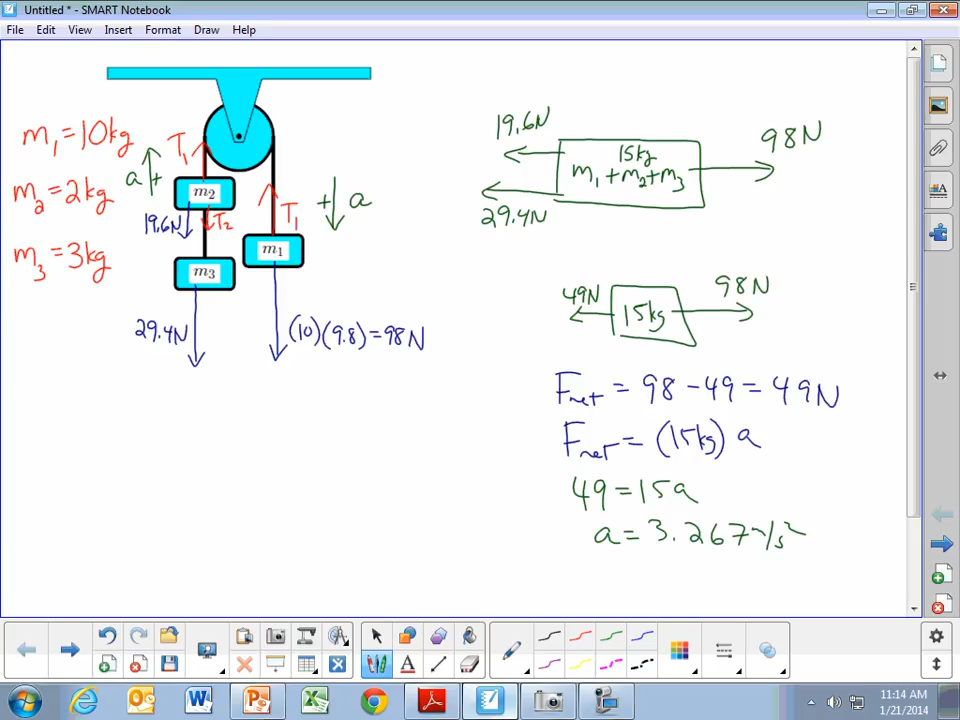 Untitled * - SMART Notebook
File Edit View Insert Format Draw Help
m₁ = 10kg
m₂ = 2kg
m₃ = 3kg
a +
T₁
m₂
19.6N
T₂
m₃
29.4N
T₁
m₁
+ a
(10)(9.8) = 98N
19.6N
29.4N
15kg
m₁ + m₂ + m₃
98N
49N
15kg
98N
Fnet = 98 - 49 = 49N
Fnet = (15kg) a
49 = 15a
a = 3.267 m/s²
A
A
11:14 AM
1/21/2014